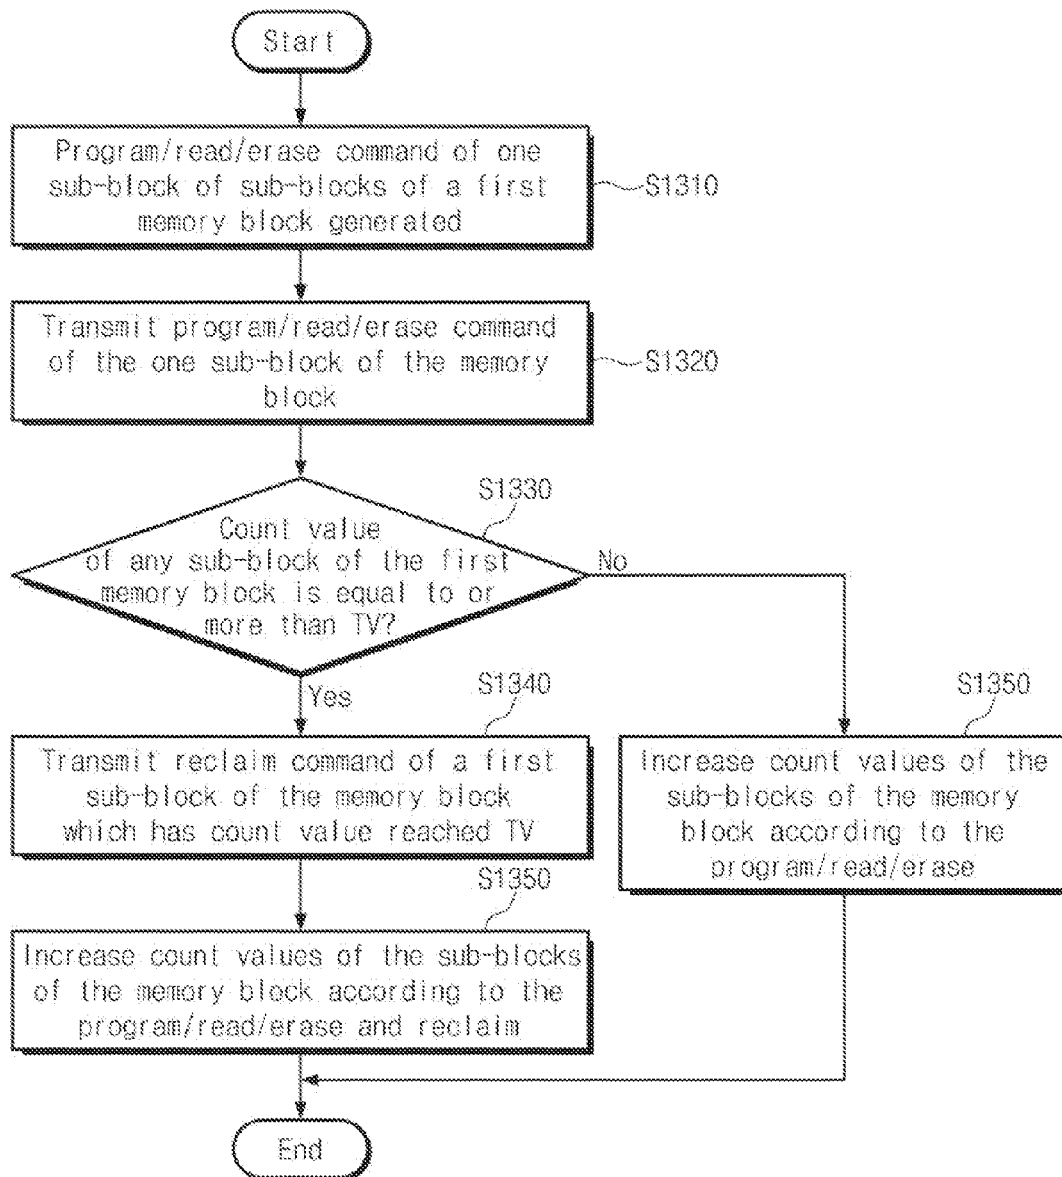 Start
Program/read/erase command of one
sub-block of sub-blocks of a first
memory block generated
S1310
Transmit program/read/erase command
of the one sub-block of the memory
block
S1320
S1330
Count value
of any sub-block of the first
memory block is equal to or
more than TV?
No
Yes
S1340
Transmit reclaim command of a first
sub-block of the memory block
which has count value reached TV
S1350
Increase count values of the
sub-blocks of the memory
block according to the
program/read/erase
S1350
Increase count values of the sub-blocks
of the memory block according to the
program/read/erase and reclaim
End